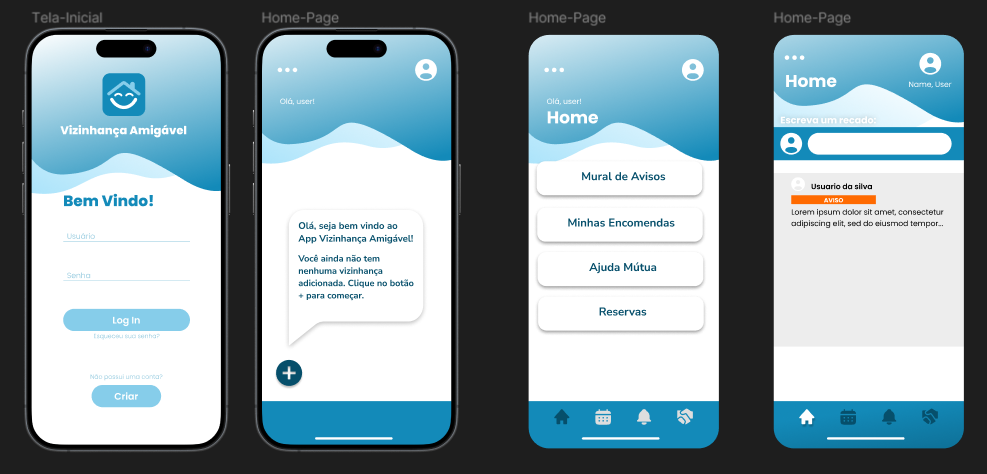 Tela-Inicial
Vizinhança Amigável
Bem Vindo!
Usuário
Senha
Log In
Esqueceu sua senha?
Não possui uma conta?
Criar
Home-Page
Olá, user!
Olá, seja bem vindo ao
App Vizinhança Amigável!
Você ainda não tem
nenhuma vizinhança
adicionada. Clique no botão
+ para começar.
Home-Page
Olá, user!
Home
Mural de Avisos
Minhas Encomendas
Ajuda Mútua
Reservas
Home-Page
Home
Name, User
Escreva um recado:
Usuario da silva
AVISO
Lorem ipsum dolor sit amet, consectetur
adipiscing elit, sed do eiusmod tempor...